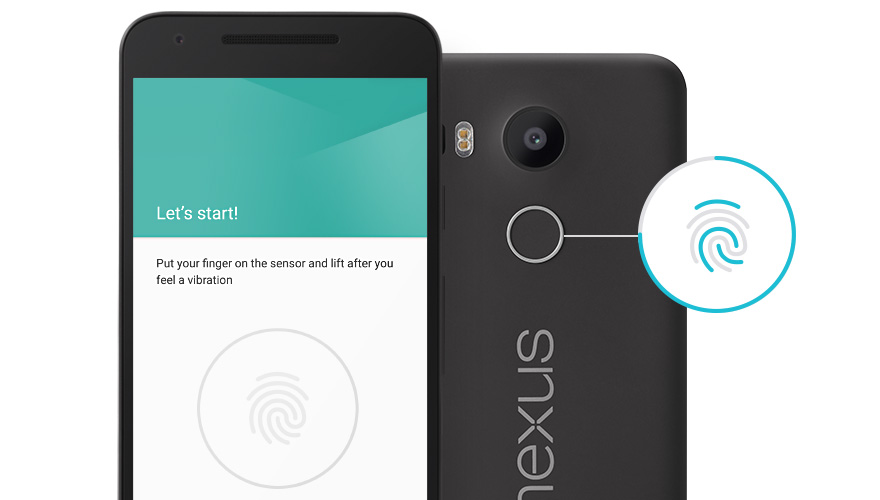 Let's start!
Put your finger on the sensor and lift after you
feel a vibration
nexus